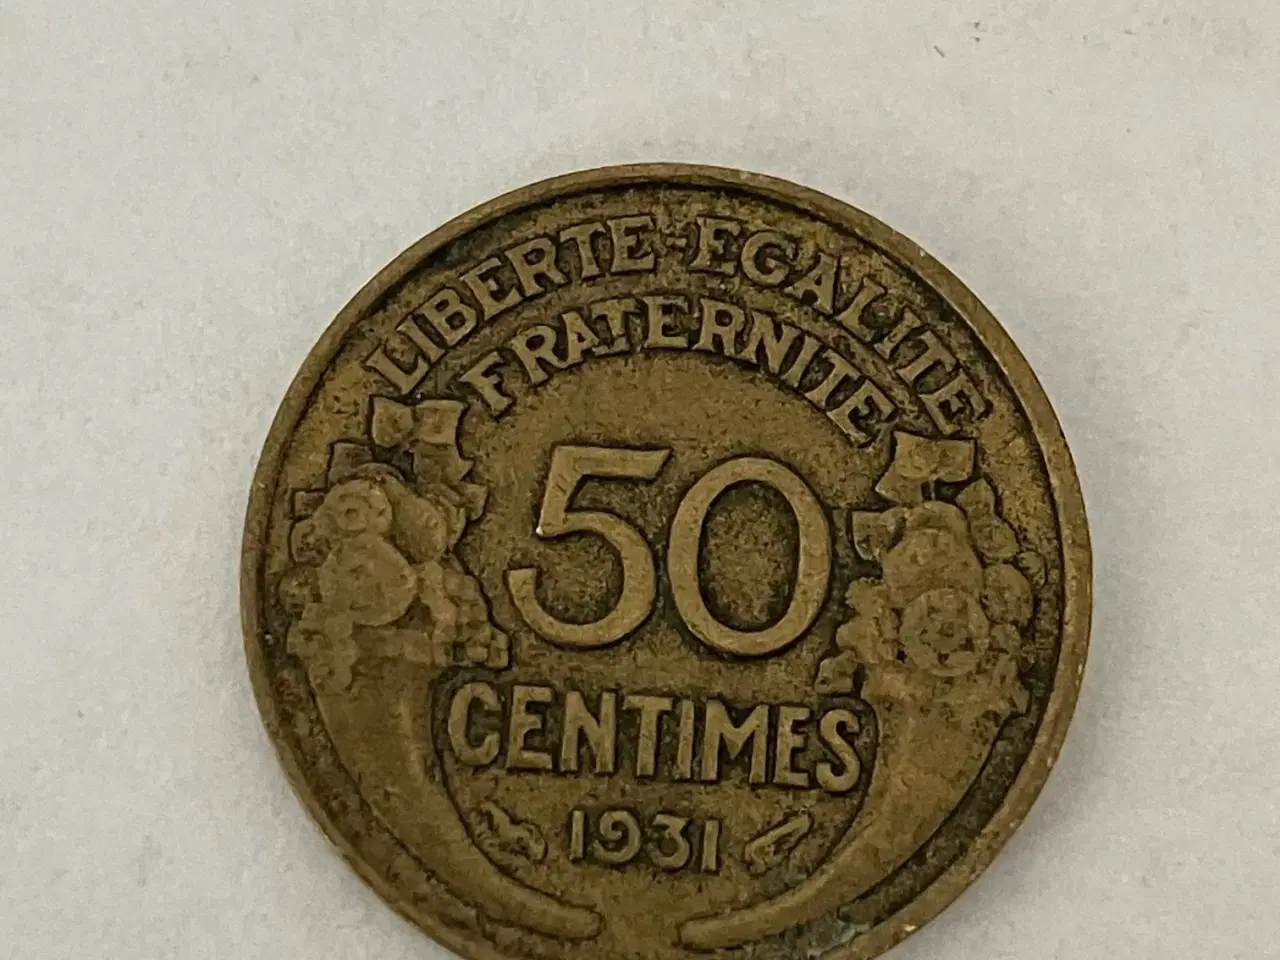 LIBERTE-EGALITE
FRATERNITE
50
CENTIMES
1931